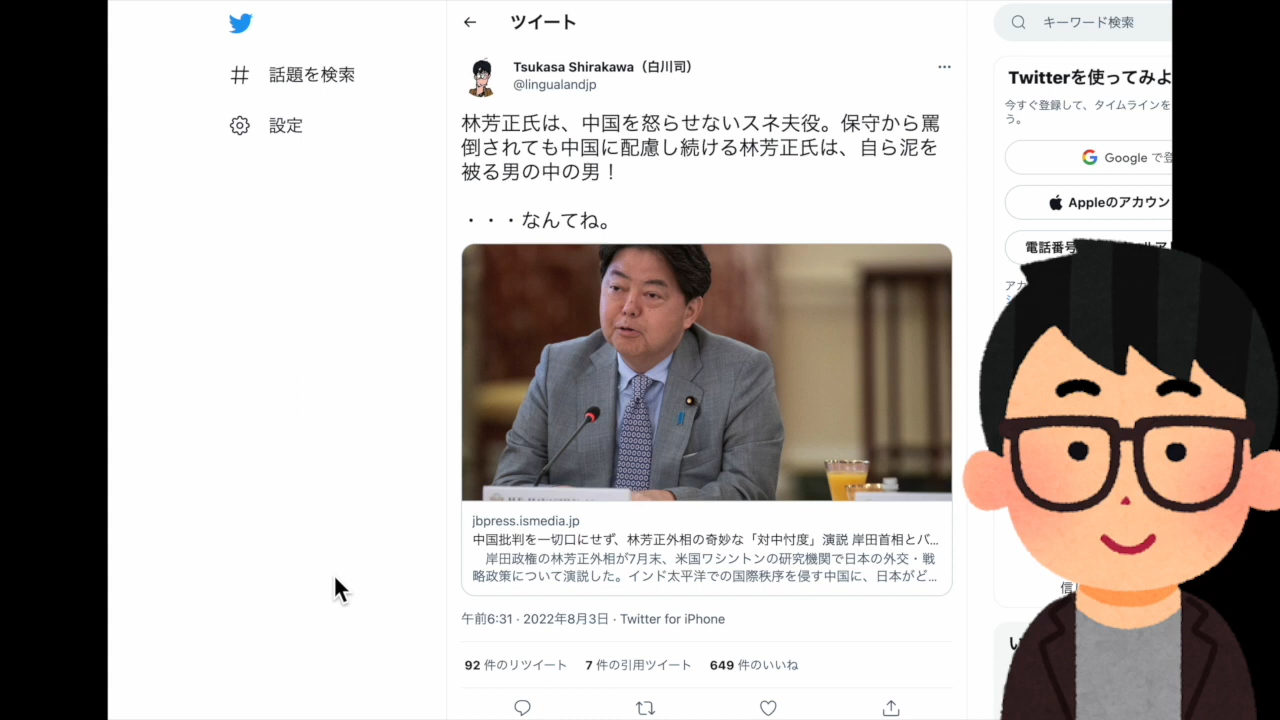 ツイート
キーワード検索
話題を検索
設定
Tsukasa Shirakawa（白川司）
@lingualandjp
林芳正氏は、中国を怒らせないスネ夫役。保守から罵
倒されても中国に配慮し続ける林芳正氏は、自ら泥を
被る男の中の男！
・・・なんてね。
jbpress.ismedia.jp
中国批判を一切口にせず、林芳正外相の奇妙な「対中忖度」演説 岸田首相とバ...
岸田政権の林芳正外相が7月末、米国ワシントンの研究機関で日本の外交・戦
略政策について演説した。インド太平洋での国際秩序を侵す中国に、日本がど...
午前6:31 · 2022年8月3日 · Twitter for iPhone
92 件のリツイート 7 件の引用ツイート 649 件のいいね
Twitterを使ってみよ
今すぐ登録して、タイムラインを
う。
Google で登
Appleのアカウン
電話番号
アカ
信
い